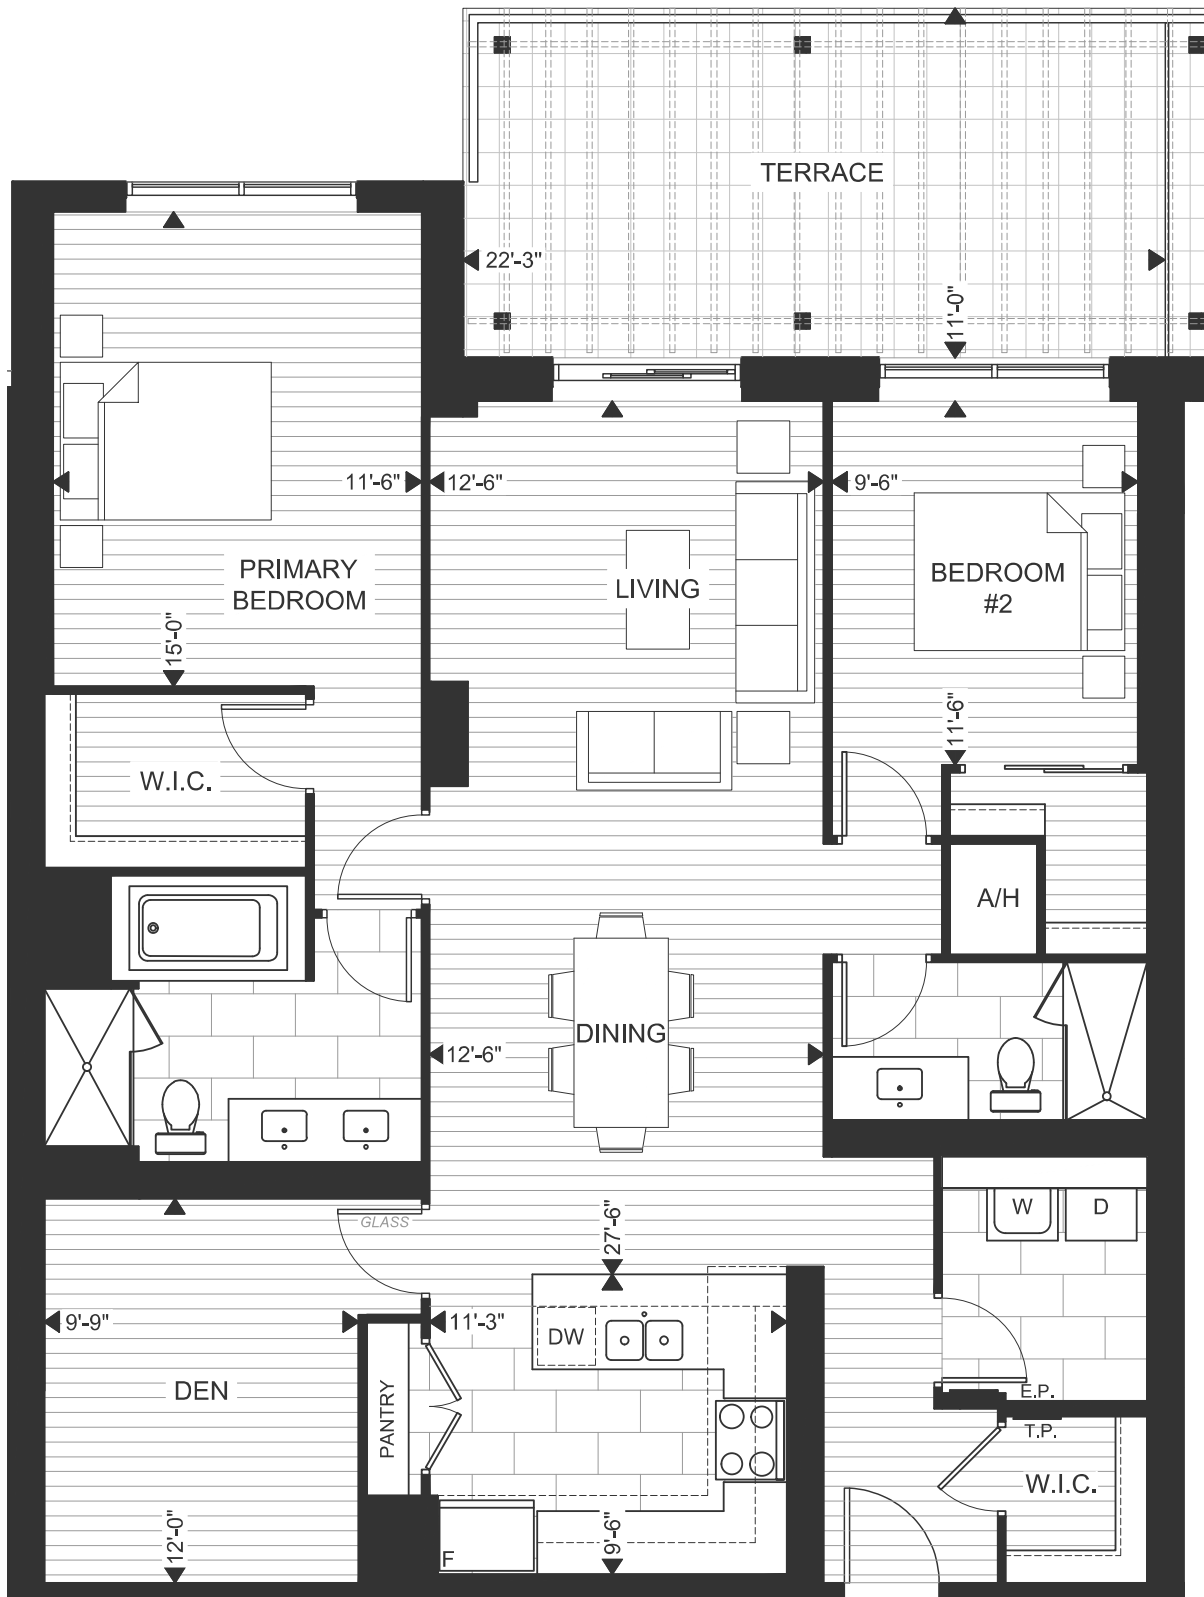 TERRACE
22'-3"
11'-0"
11'-6"
12'-6"
9'-6"
PRIMARY
BEDROOM
LIVING
BEDROOM
#2
15'-0"
11'-6"
W.I.C.
A/H
DINING
12'-6"
GLASS
27'-6"
W
D
9'-9"
11'-3"
DW
DEN
PANTRY
E.P.
T.P.
W.I.C.
12'-0"
F
9'-6"